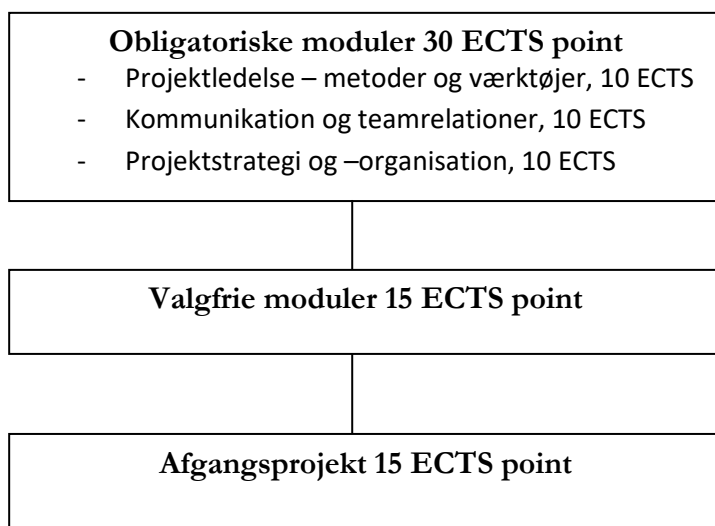 Obligatoriske moduler 30 ECTS point
- Projektledelse – metoder og værktøjer, 10 ECTS
- Kommunikation og teamrelationer, 10 ECTS
- Projektstrategi og –organisation, 10 ECTS
Valgfrie moduler 15 ECTS point
Afgangsprojekt 15 ECTS point